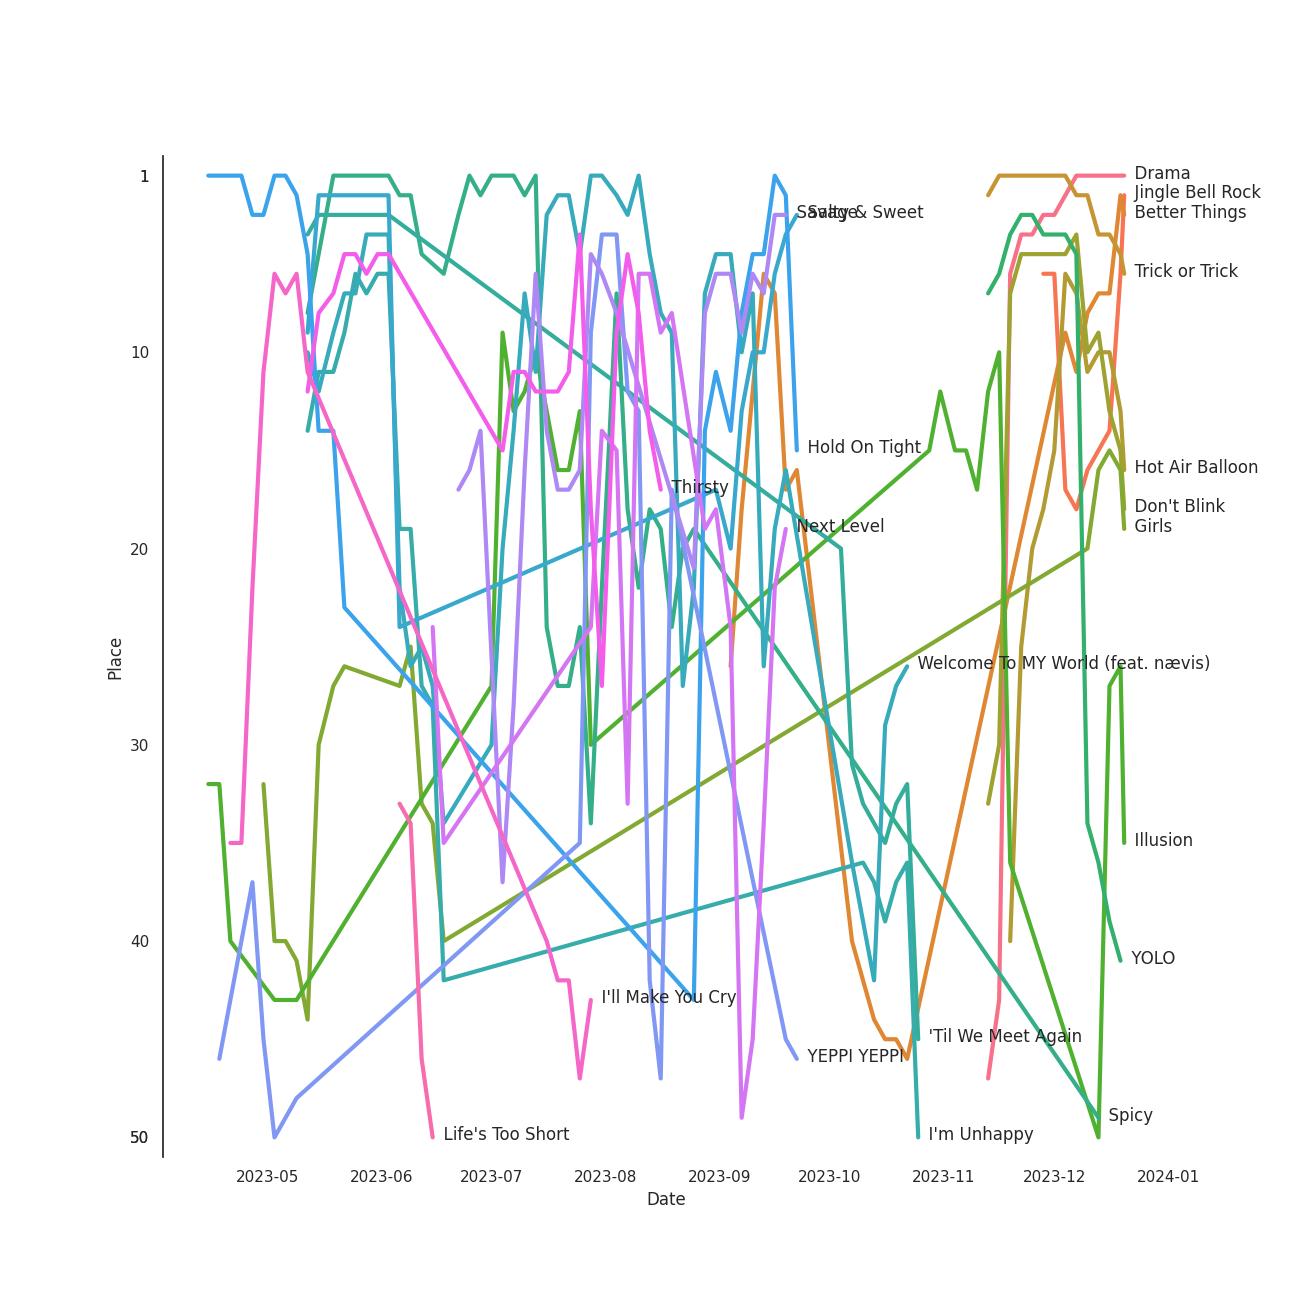 Drama
Jingle Bell Rock
Better Things
Savage
Salty & Sweet
Trick or Trick
Hold On Tight
Hot Air Balloon
Thirsty
Don't Blink
Next Level
Girls
Welcome To MY World (feat. nævis)
Illusion
YOLO
I'll Make You Cry
'Til We Meet Again
YEPPI YEPPI
Spicy
Life's Too Short
I'm Unhappy
1
10
20
30
40
50
Place
2023-05
2023-06
2023-07
2023-08
2023-09
2023-10
2023-11
2023-12
2024-01
Date